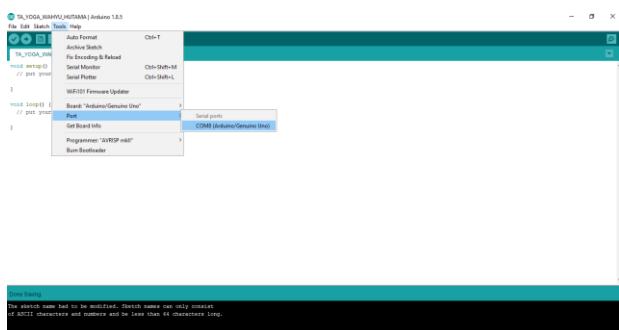 TA_YOGA_WAHYU_HUTAMA | Arduino 1.8.5
File Edit Sketch Tools Help
TA_YOGA_WA
Auto Format Ctrl+T
Archive Sketch
Fix Encoding & Reload
Serial Monitor Ctrl+Shift+M
Serial Plotter Ctrl+Shift+L
WiFi101 Firmware Updater
Board: "Arduino/Genuino Uno"
Port
Get Board Info
Programmer: "AVRISP mkII"
Burn Bootloader
Serial ports
COM8 (Arduino/Genuino Uno)
void setup()
// put your
}
void loop() {
// put your
}
Done Saving.
The sketch name had to be modified. Sketch names can only consist
of ASCII characters and numbers and be less than 64 characters long.